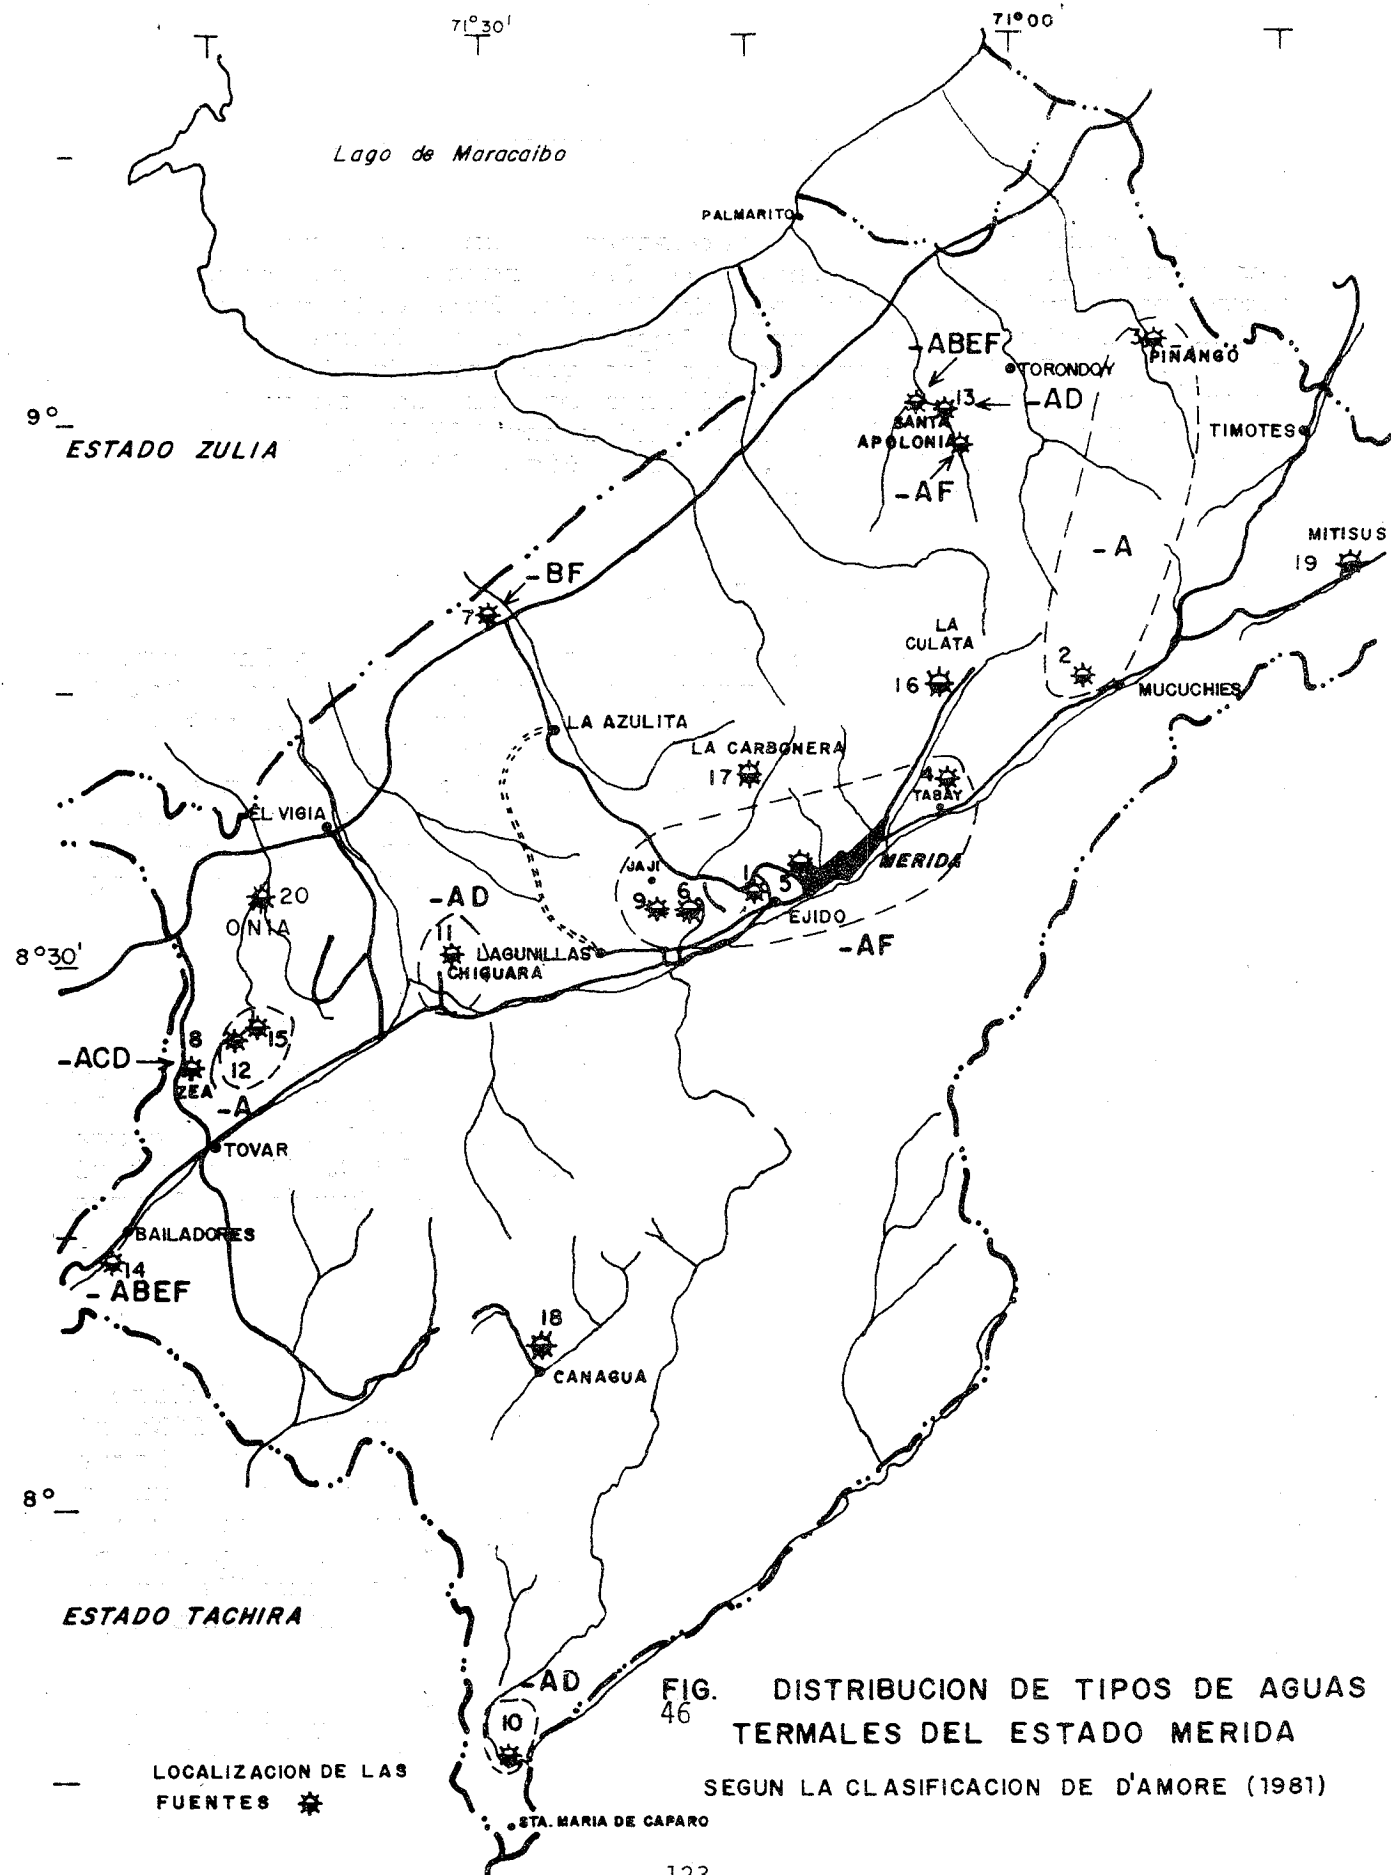 71°30'
71°00'
Lago de Maracaibo
PALMARITO
-ABEF
3
PIÑANGO
TORONDOY
13
-AD
9°
SANTA
APOLONIA
TIMOTES
ESTADO ZULIA
-AF
MITISUS
19
-A
-BF
7
LA
CULATA
2
16
MUCUCHIES
LA AZULITA
LA CARBONERA
17
4
TABAY
EL VIGIA
MERIDA
JAJI
1
5
20
ONIA
-AD
9
6
EJIDO
11
-AF
8°30'
LAGUNILLAS
CHIGUARA
8
15
-ACD
12
ZEA
-A
TOVAR
BAILADORES
14
-ABEF
18
CANAGUA
8°
ESTADO TACHIRA
-AD
10
FIG. 46
DISTRIBUCION DE TIPOS DE AGUAS
TERMALES DEL ESTADO MERIDA
SEGUN LA CLASIFICACION DE D'AMORE (1981)
LOCALIZACION DE LAS
FUENTES
STA. MARIA DE CAPARO
123